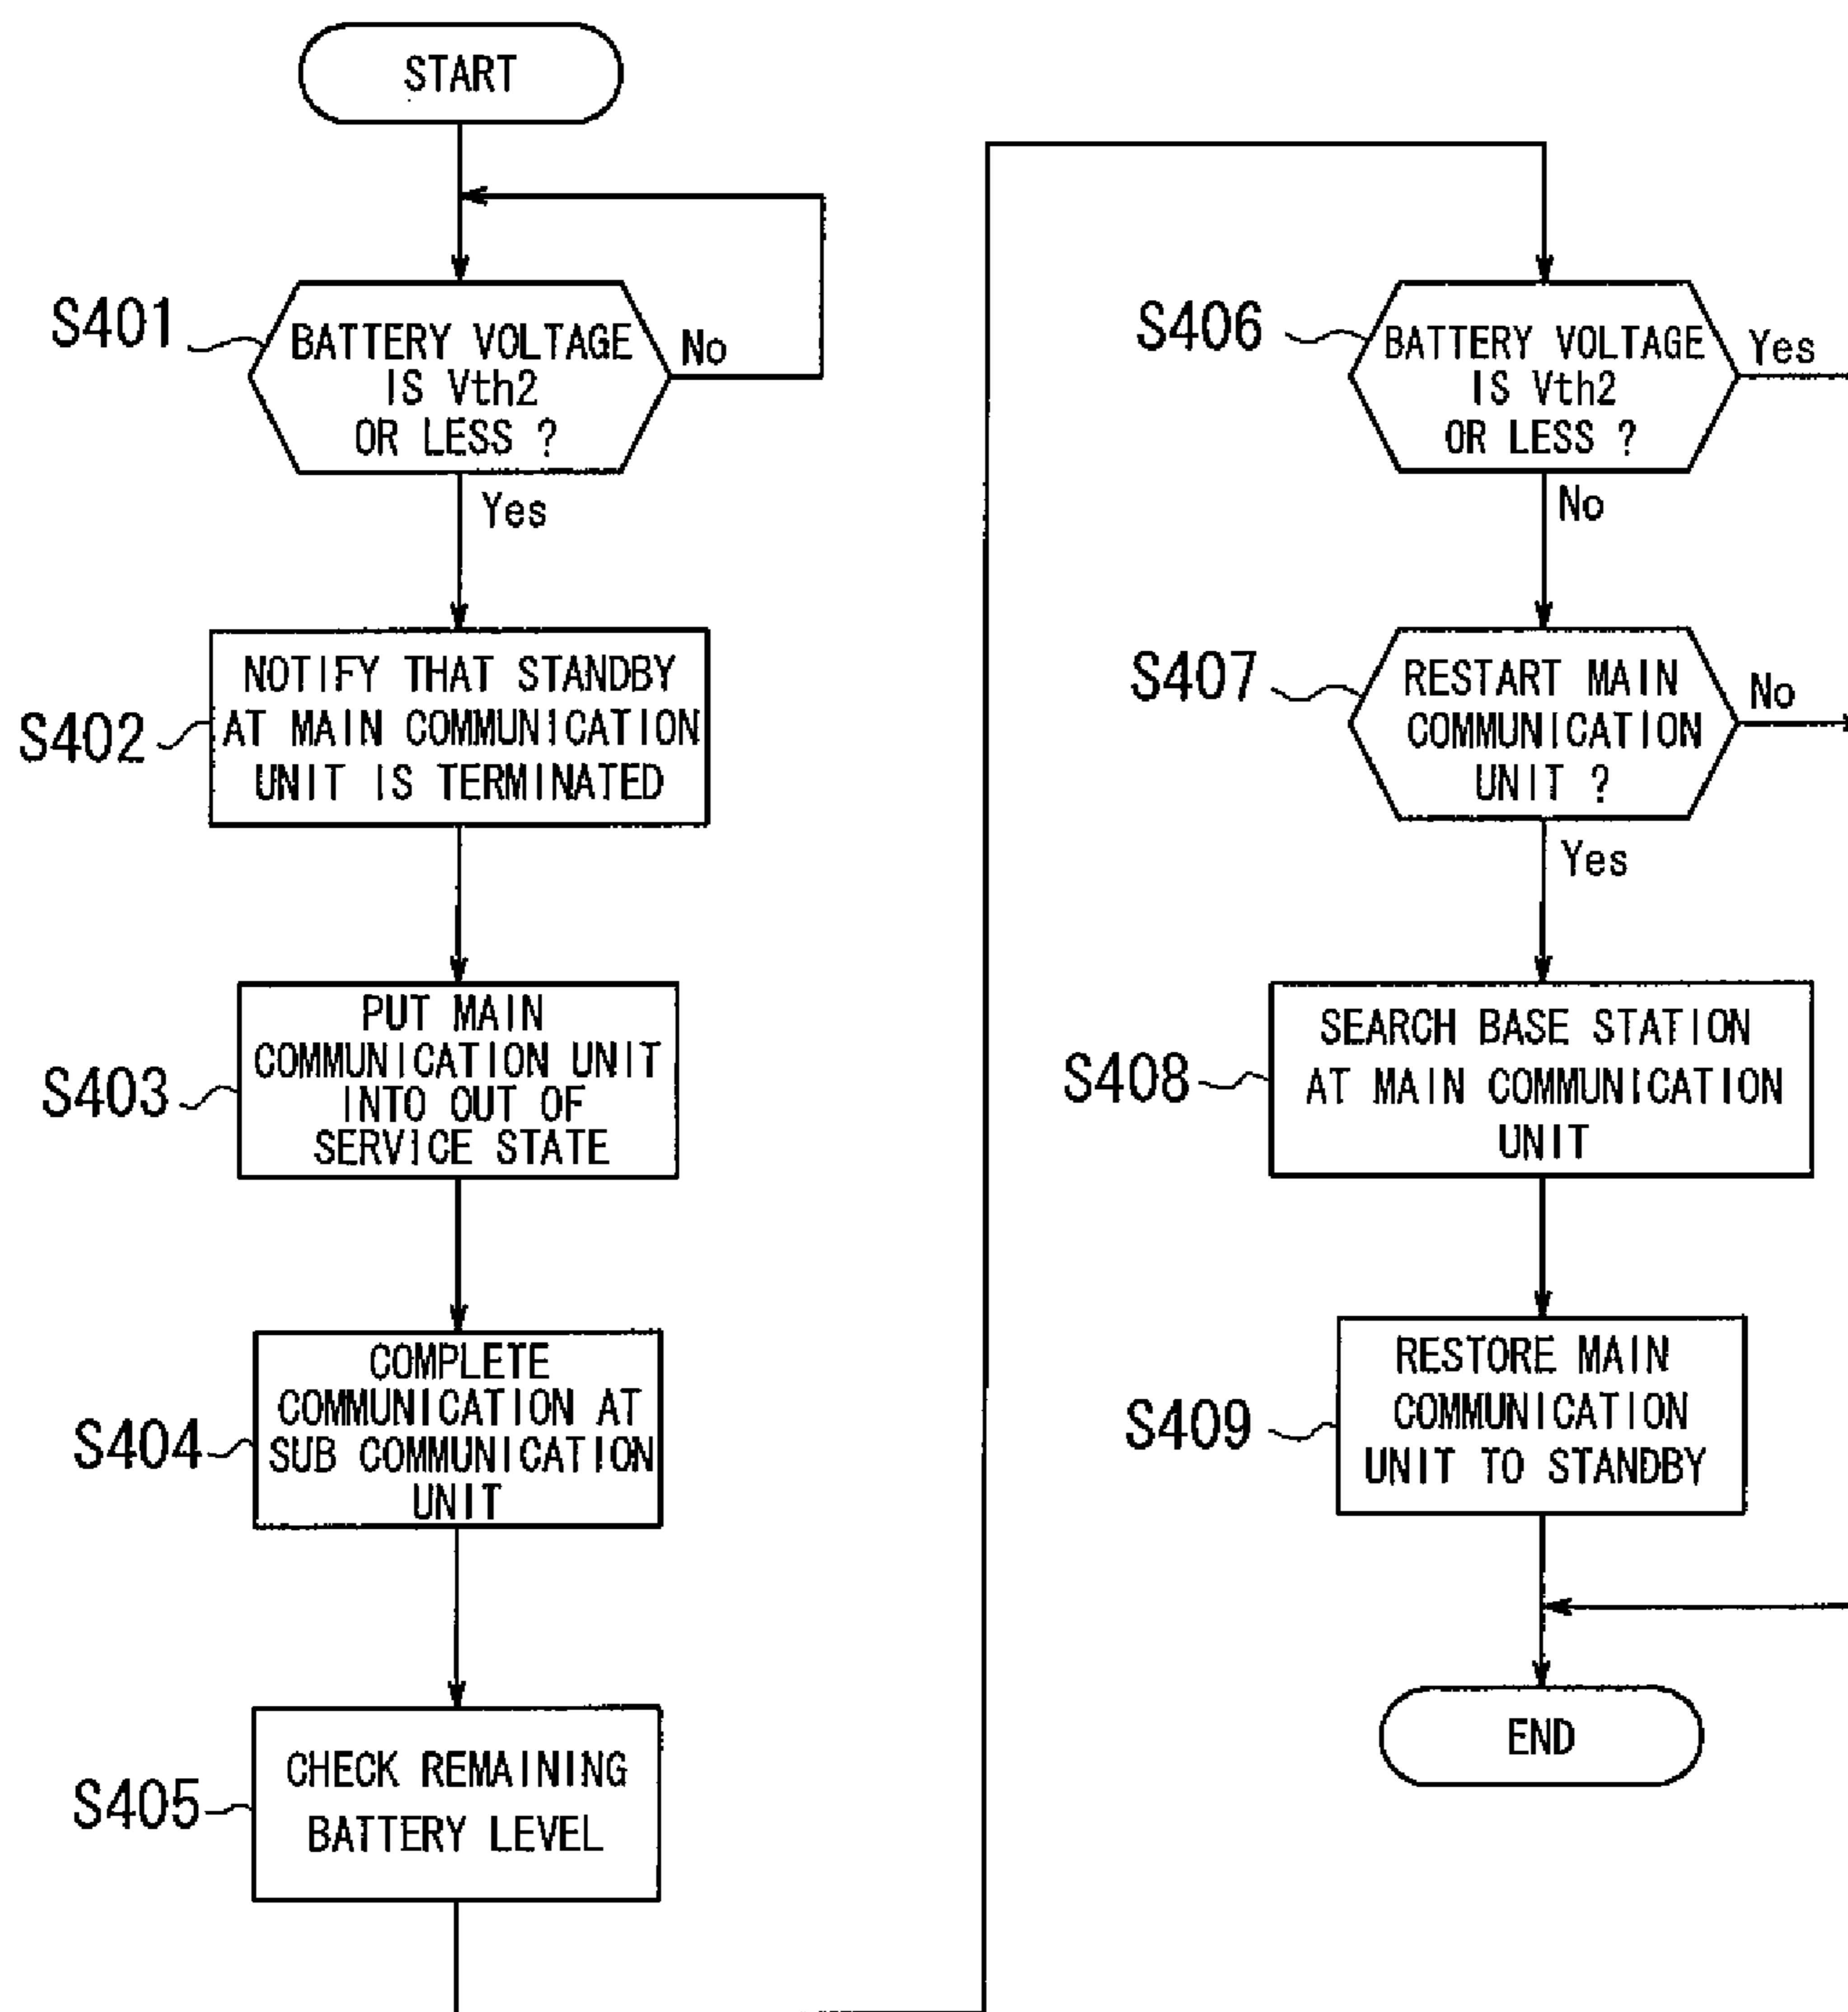 START
S401
BATTERY VOLTAGE
IS Vth2
OR LESS ?
No
Yes
S402
NOTIFY THAT STANDBY
AT MAIN COMMUNICATION
UNIT IS TERMINATED
S403
PUT MAIN
COMMUNICATION UNIT
INTO OUT OF
SERVICE STATE
S404
COMPLETE
COMMUNICATION AT
SUB COMMUNICATION
UNIT
S405
CHECK REMAINING
BATTERY LEVEL
S406
BATTERY VOLTAGE
IS Vth2
OR LESS ?
Yes
No
S407
RESTART MAIN
COMMUNICATION
UNIT ?
No
Yes
S408
SEARCH BASE STATION
AT MAIN COMMUNICATION
UNIT
S409
RESTORE MAIN
COMMUNICATION
UNIT TO STANDBY
END